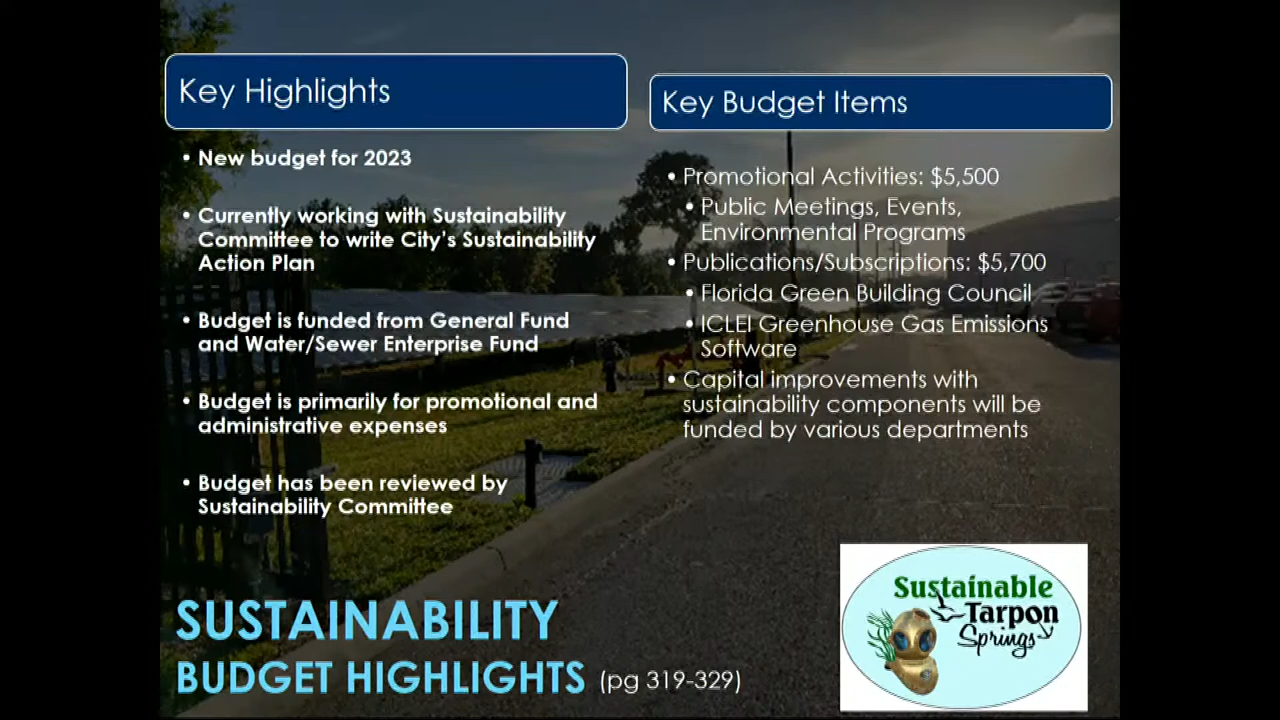 Key Highlights
• New budget for 2023
• Currently working with Sustainability
Committee to write City's Sustainability
Action Plan
• Budget is funded from General Fund
and Water/Sewer Enterprise Fund
• Budget is primarily for promotional and
administrative expenses
• Budget has been reviewed by
Sustainability Committee
Key Budget Items
• Promotional Activities: $5,500
• Public Meetings, Events,
Environmental Programs
• Publications/Subscriptions: $5,700
• Florida Green Building Council
• ICLEI Greenhouse Gas Emissions
Software
• Capital improvements with
sustainability components will be
funded by various departments
SUSTAINABILITY
BUDGET HIGHLIGHTS (pg 319-329)
Sustainable
Tarpon
Springs